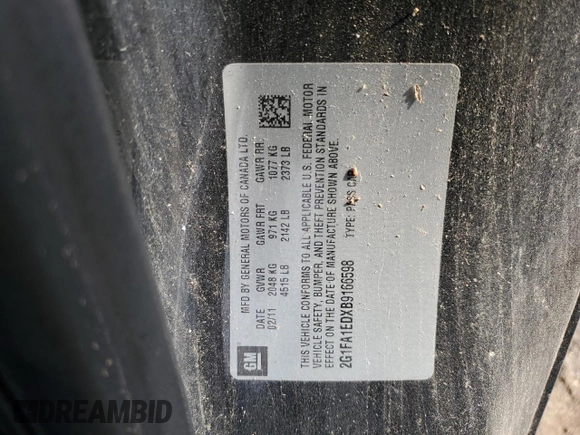 MFD BY GENERAL MOTORS OF CANADA LTD.
DATE GVWR GAWR FRT GAWR RR.
02/11 2048 KG 971 KG 1077 KG
4515 LB 2142 LB 2373 LB
THIS VEHICLE CONFORMS TO ALL APPLICABLE U.S. FEDERAL MOTOR
VEHICLE SAFETY, BUMPER, AND THEFT PREVENTION STANDARDS IN
EFFECT ON THE DATE OF MANUFACTURE SHOWN ABOVE.
2G1FA1EDXB9166598 TYPE: PASS CAR
GM
DREAMBID